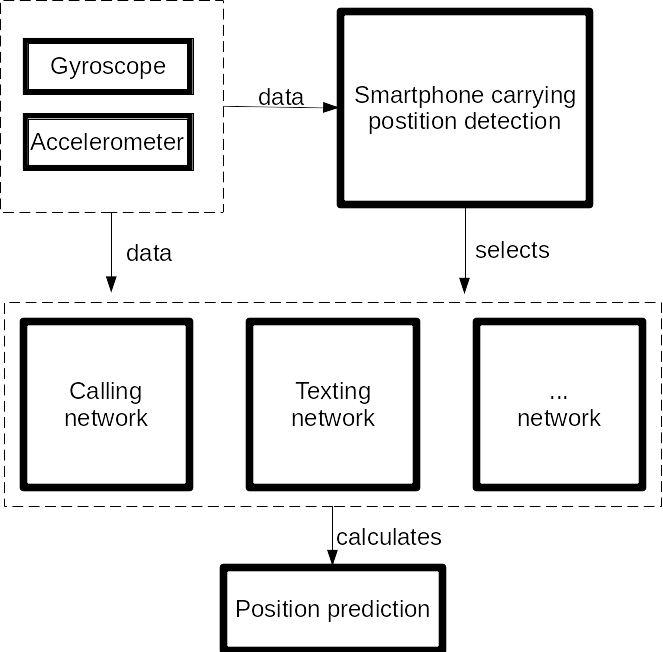 Gyroscope
Accelerometer
data
Smartphone carrying
postition detection
data
selects
Calling
network
Texting
network
...
network
calculates
Position prediction